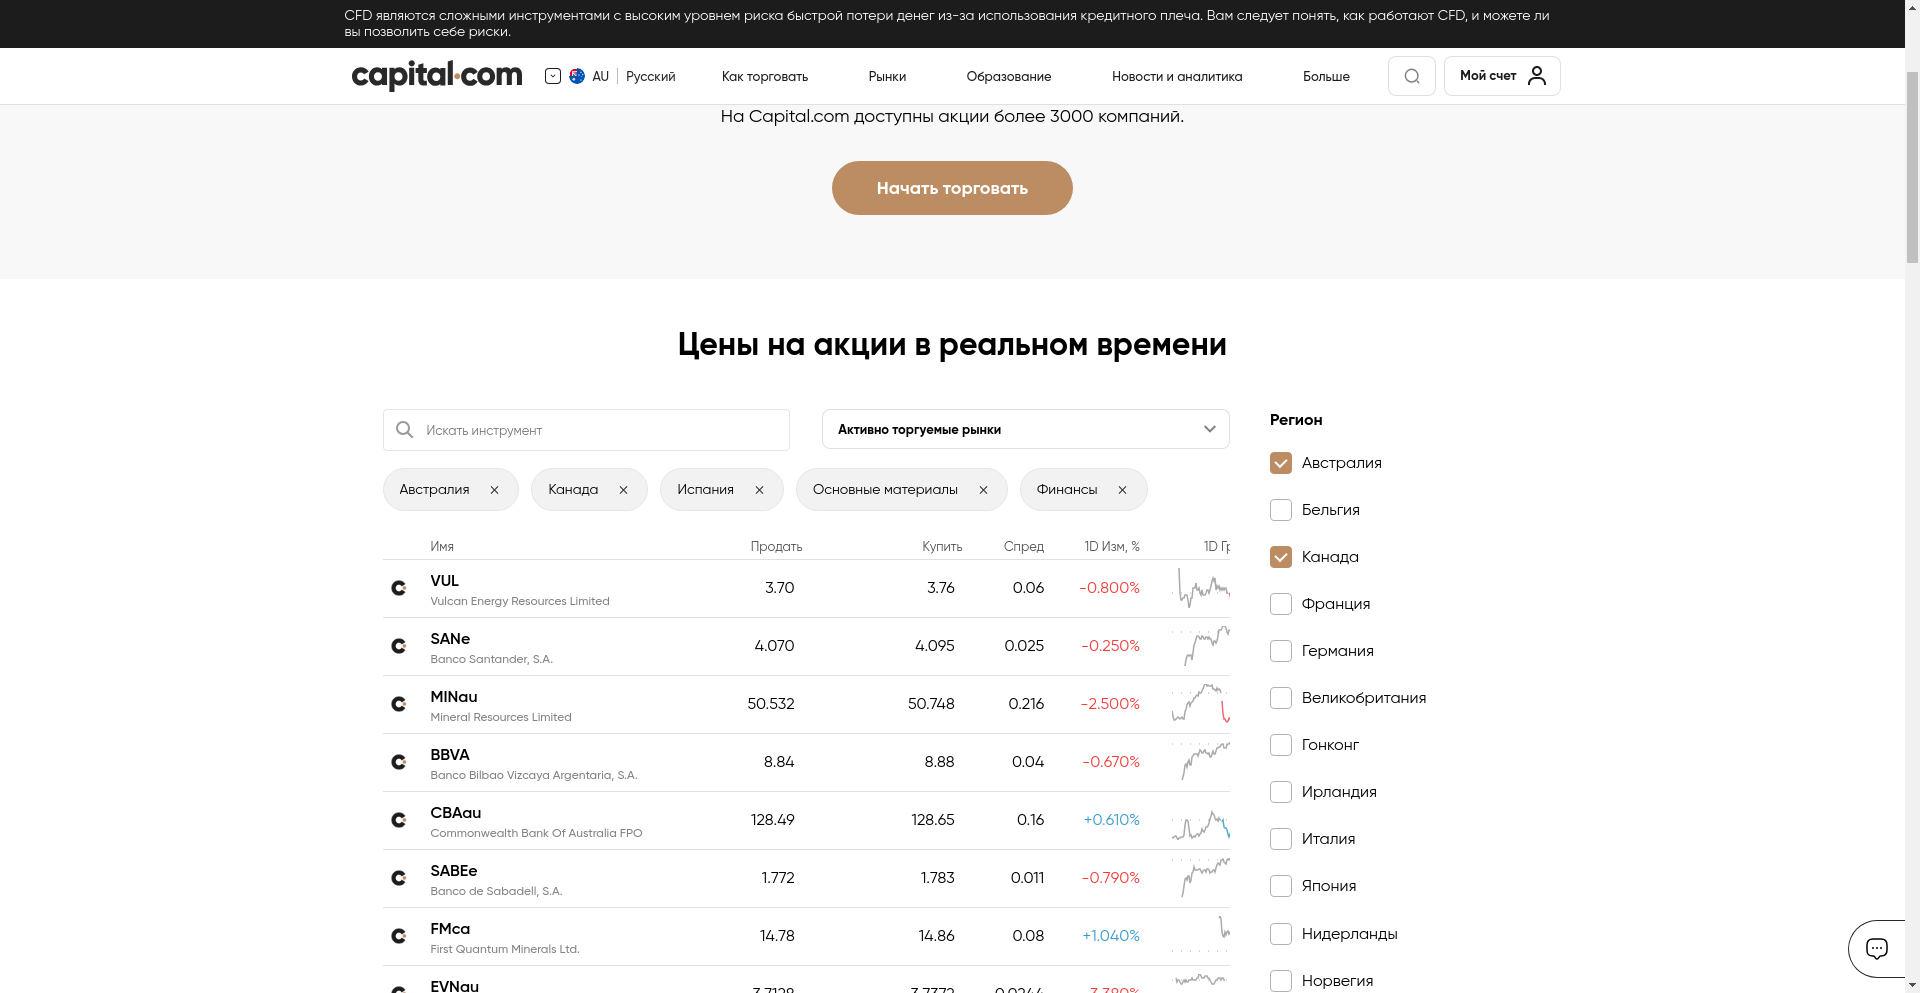 CFD являются сложными инструментами с высоким уровнем риска быстрой потери денег из-за использования кредитного плеча. Вам следует понять, как работают CFD, и можете ли
вы позволить себе риски.
capital.com AU Русский Как торговать Рынки Образование Новости и аналитика Больше Мой счет
На Capital.com доступны акции более 3000 компаний.
Начать торговать
Цены на акции в реальном времени
Искать инструмент
Активно торгуемые рынки
Австралия Канада Испания Основные материалы Финансы
Имя Продать Купить Спред 1D Изм, %
VUL 3.70 3.76 0.06 -0.800%
Vulcan Energy Resources Limited
SANe 4.070 4.095 0.025 -0.250%
Banco Santander, S.A.
MINau 50.532 50.748 0.216 -2.500%
Mineral Resources Limited
BBVA 8.84 8.88 0.04 -0.670%
Banco Bilbao Vizcaya Argentaria, S.A.
CBAau 128.49 128.65 0.16 +0.610%
Commonwealth Bank Of Australia FPO
SABEe 1.772 1.783 0.011 -0.790%
Banco de Sabadell, S.A.
FMca 14.78 14.86 0.08 +1.040%
First Quantum Minerals Ltd.
EVNau
Регион
Австралия
Бельгия
Канада
Франция
Германия
Великобритания
Гонконг
Ирландия
Италия
Япония
Нидерланды
Норвегия